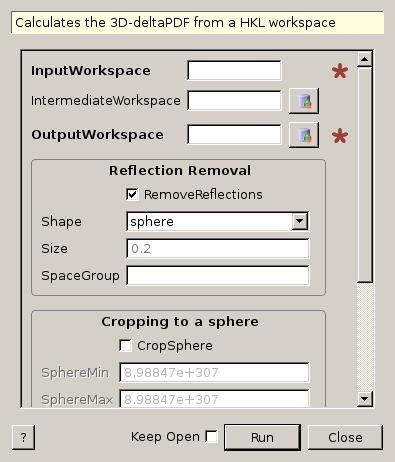 Calculates the 3D-deltaPDF from a HKL workspace
InputWorkspace
IntermediateWorkspace
OutputWorkspace
Reflection Removal
RemoveReflections
Shape sphere
Size 0.2
SpaceGroup
Cropping to a sphere
CropSphere
SphereMin 8.98847e+307
SphereMax 8.98847e+307
? Keep Open Run Close